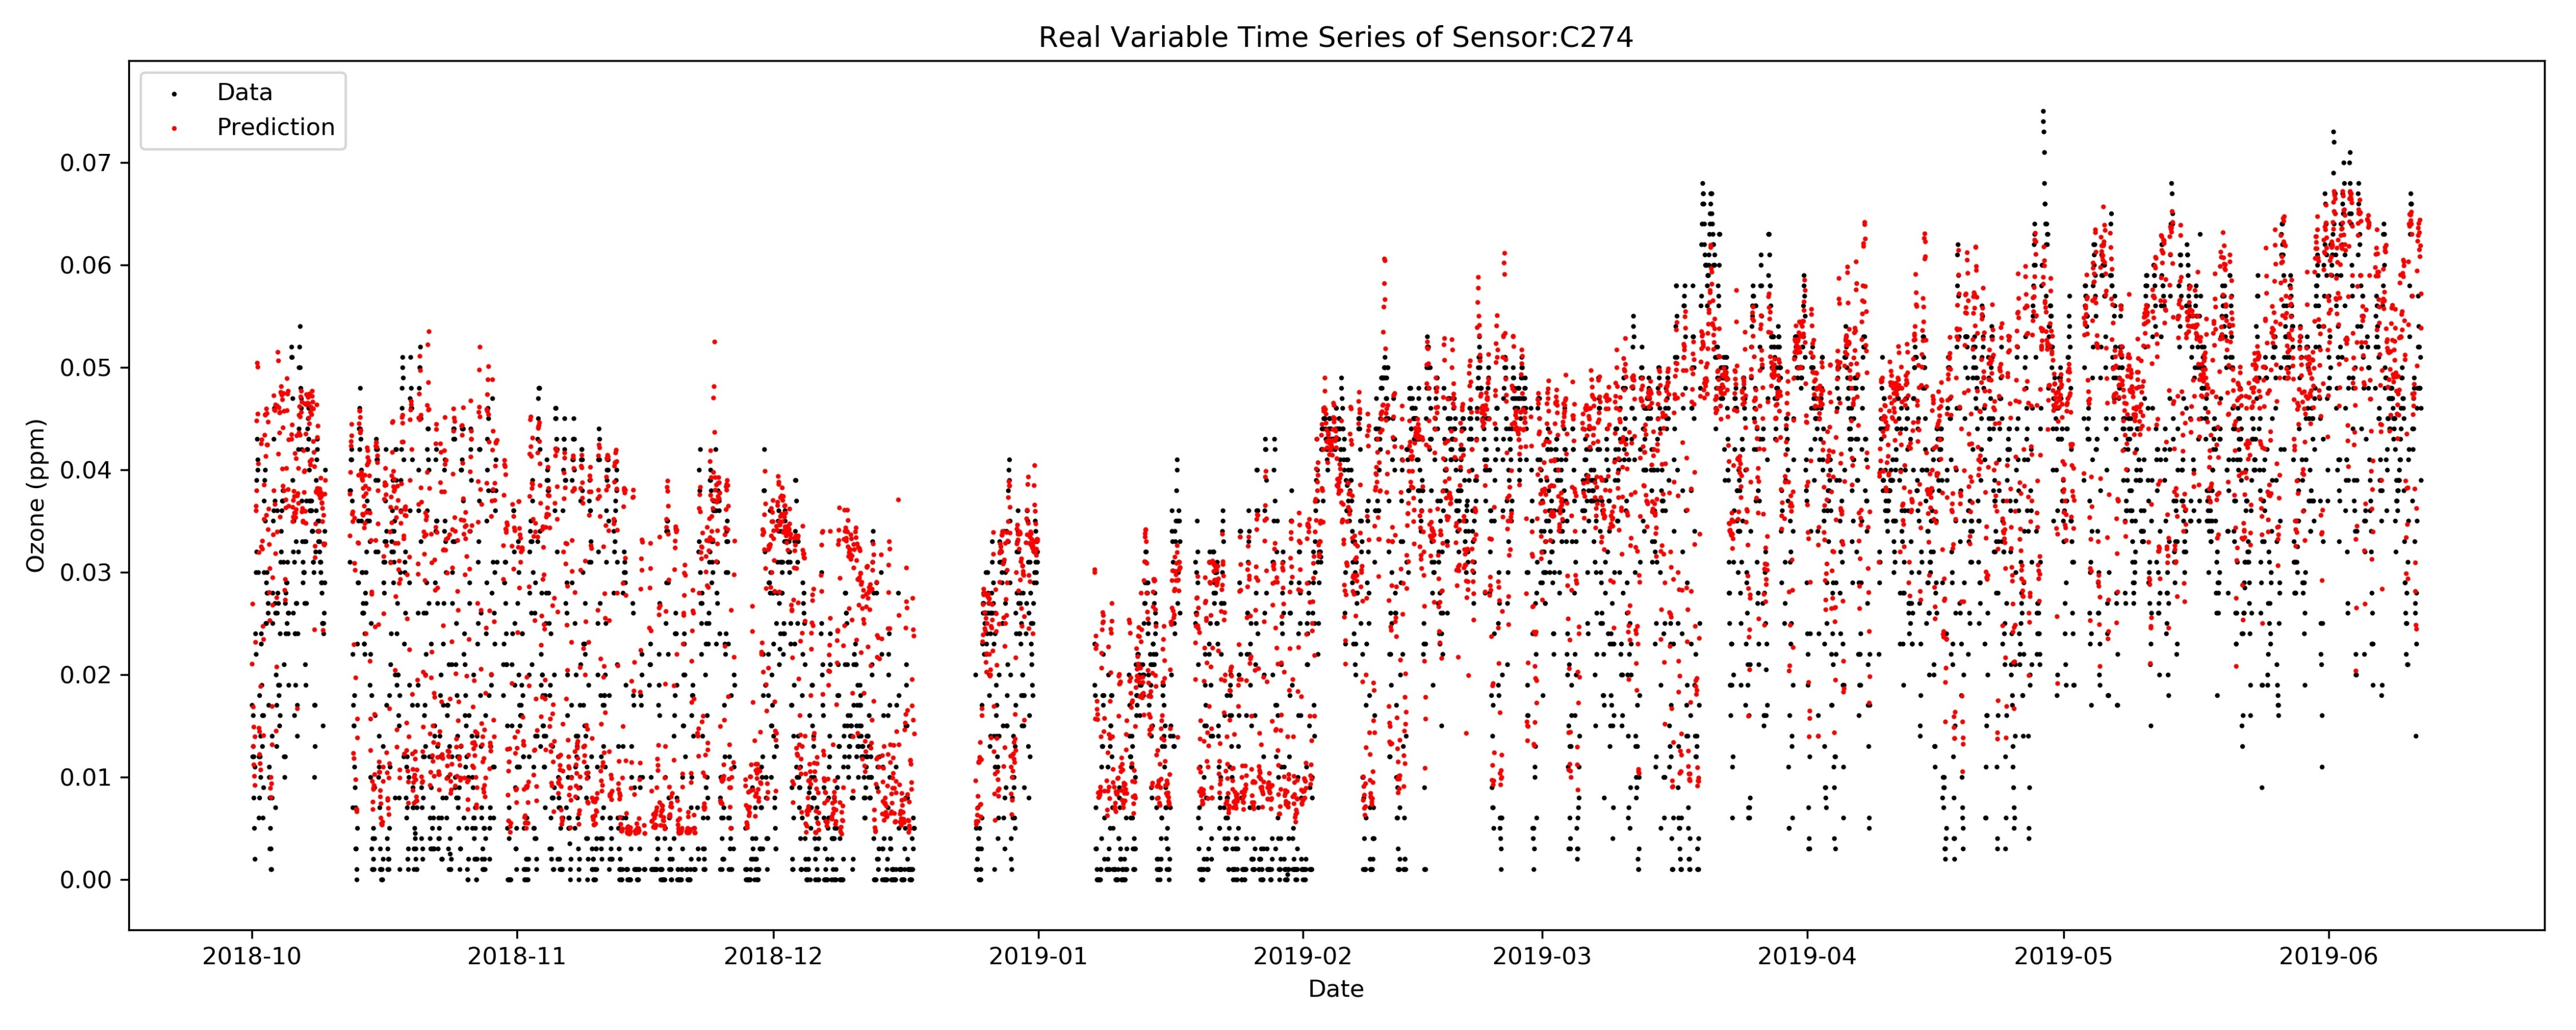 Real Variable Time Series of Sensor:C274
Data
Prediction
0.07
0.06
0.05
0.04
0.03
0.02
0.01
0.00
Ozone (ppm)
2018-10 2018-11 2018-12 2019-01 2019-02 2019-03 2019-04 2019-05 2019-06
Date